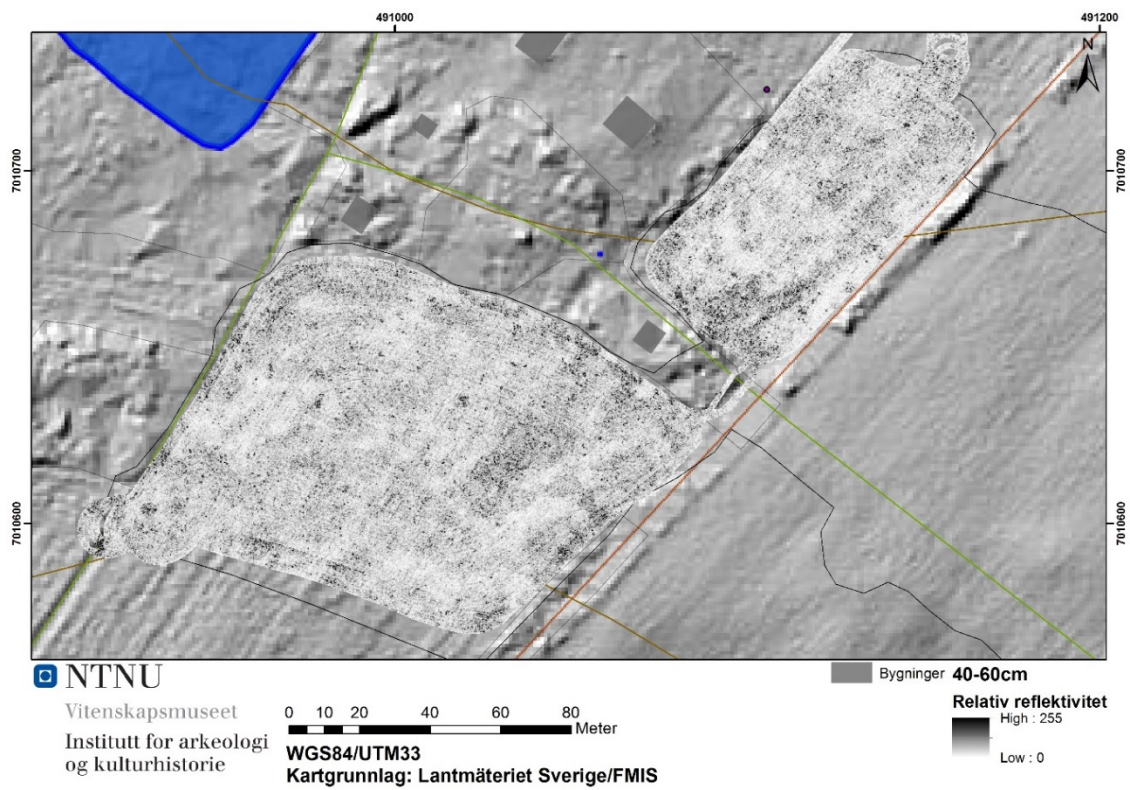 491000
491200
N
7010700
7010700
7010600
7010600
NTNU
Vitenskapsmuseet
Institutt for arkeologi
og kulturhistorie
0 10 20 40 60 80
Meter
WGS84/UTM33
Kartgrunnlag: Lantmäteriet Sverige/FMIS
Bygninger
40-60cm
Relativ reflektivitet
High : 255
Low : 0